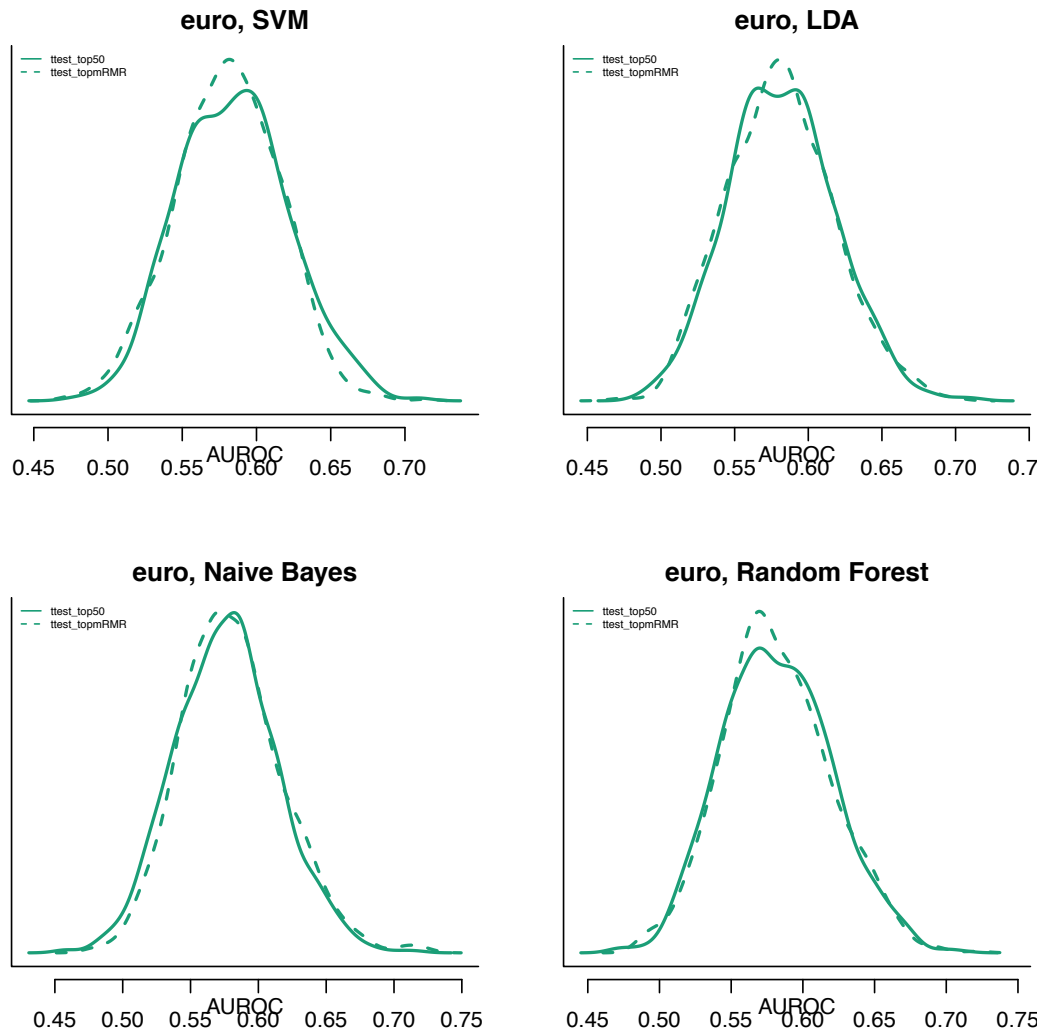 euro, SVM
ttest_top50
ttest_topmRMR
0.45 0.50 0.55 0.60 0.65 0.70
AUROC
euro, LDA
ttest_top50
ttest_topmRMR
0.45 0.50 0.55 0.60 0.65 0.7
AUROC
euro, Naive Bayes
ttest_top50
ttest_topmRMR
0.45 0.50 0.55 0.60 0.65 0.70 0.75
AUROC
euro, Random Forest
ttest_top50
ttest_topmRMR
0.45 0.50 0.55 0.60 0.65 0.70 0.75
AUROC